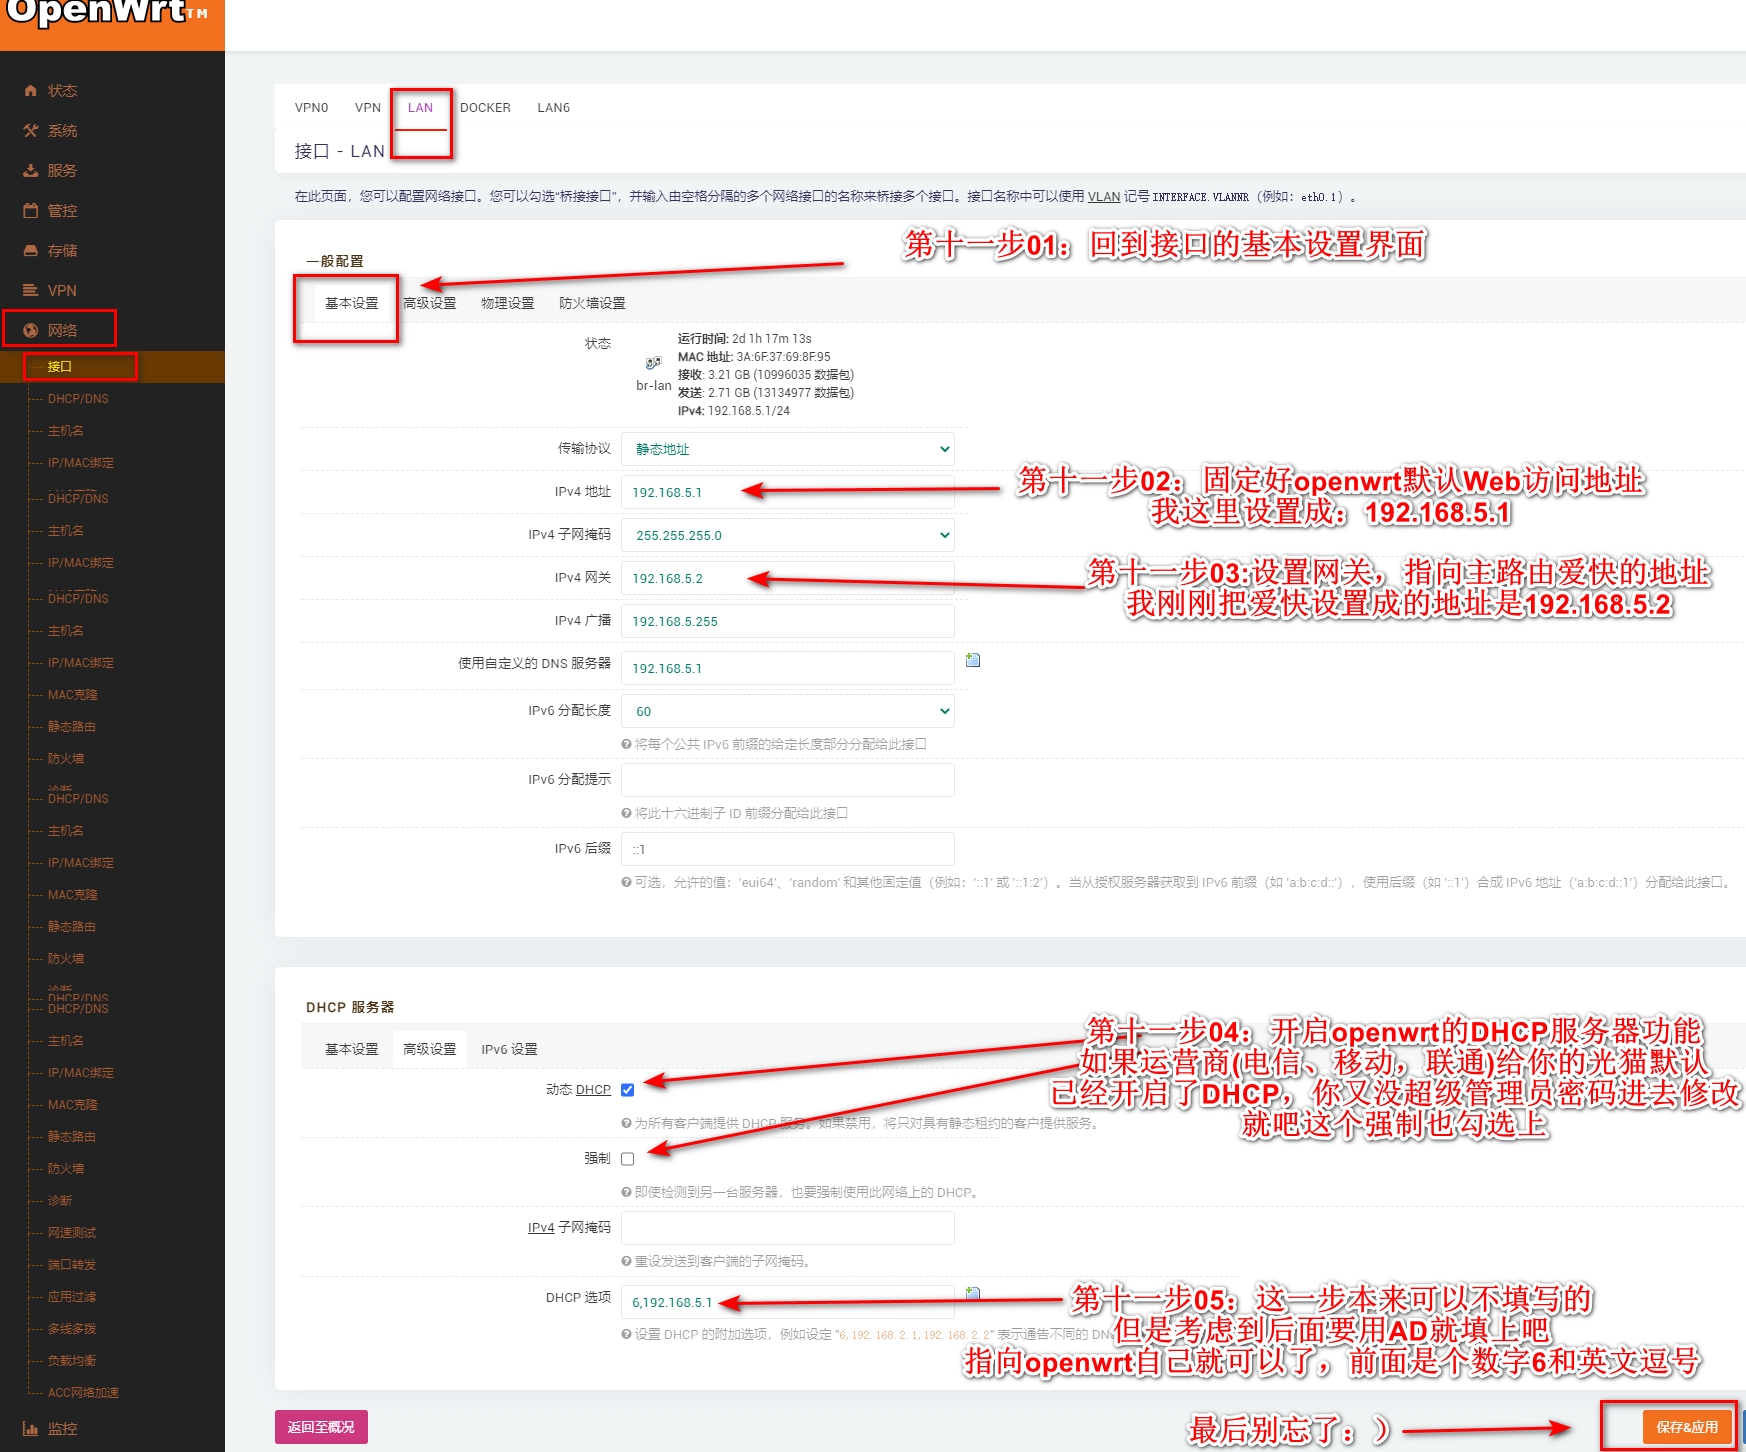 OpenWrt™
状态
系统
服务
管控
存储
VPN
网络
接口
DHCP/DNS
主机名
IP/MAC绑定
DHCP/DNS
主机名
IP/MAC绑定
DHCP/DNS
主机名
IP/MAC绑定
MAC克隆
静态路由
防火墙
诊断
DHCP/DNS
主机名
IP/MAC绑定
MAC克隆
静态路由
防火墙
诊断
DHCP/DNS
DHCP/DNS
主机名
IP/MAC绑定
MAC克隆
静态路由
防火墙
诊断
网速测试
端口转发
应用过滤
多线多拨
负载均衡
ACC网络加速
监控
VPN0 VPN LAN DOCKER LAN6
接口 - LAN
在此页面，您可以配置网络接口。您可以勾选“桥接接口”，并输入由空格分隔的多个网络接口的名称来桥接多个接口。接口名称中可以使用 VLAN 记号 INTERFACE.VLANNR（例如：eth0.1）。
第十一步01：回到接口的基本设置界面
一般配置
基本设置 高级设置 物理设置 防火墙设置
状态
br-lan
运行时间: 2d 1h 17m 13s
MAC 地址: 3A:6F:37:69:8F:95
接收: 3.21 GB (10996035 数据包)
发送: 2.71 GB (13134977 数据包)
IPv4: 192.168.5.1/24
传输协议 静态地址
IPv4 地址 192.168.5.1
第十一步02：固定好openwrt默认Web访问地址
我这里设置成：192.168.5.1
IPv4 子网掩码 255.255.255.0
IPv4 网关 192.168.5.2
第十一步03:设置网关，指向主路由爱快的地址
我刚刚把爱快设置成的地址是192.168.5.2
IPv4 广播 192.168.5.255
使用自定义的 DNS 服务器 192.168.5.1
IPv6 分配长度 60
将每个公共 IPv6 前缀的给定长度部分分配给此接口
IPv6 分配提示
将此十六进制子 ID 前缀分配给此接口
IPv6 后缀 ::1
可选，允许的值：'eui64'、'random' 和其他固定值（例如：'::1' 或 '::1:2'）。当从授权服务器获取到 IPv6 前缀（如 'a:b:c:d::'），使用后缀（如 '::1'）合成 IPv6 地址（'a:b:c:d::1'）分配给此接口。
DHCP 服务器
基本设置 高级设置 IPv6 设置
第十一步04：开启openwrt的DHCP服务器功能
如果运营商(电信、移动，联通)给你的光猫默认
已经开启了DHCP，你又没超级管理员密码进去修改
就吧这个强制也勾选上
动态 DHCP
为所有客户端提供 DHCP 服务。如果禁用，将只对具有静态租约的客户提供服务。
强制
即使检测到另一台服务器，也要强制使用此网络上的 DHCP。
IPv4 子网掩码
重设发送到客户端的子网掩码。
DHCP 选项 6,192.168.5.1
设置 DHCP 的附加选项，例如设定 "6,192.168.2.1,192.168.2.2" 表示通告不同的 DN
第十一步05：这一步本来可以不填写的
但是考虑到后面要用AD就填上吧
指向openwrt自己就可以了，前面是个数字6和英文逗号
返回至概况
最后别忘了：）
保存&应用